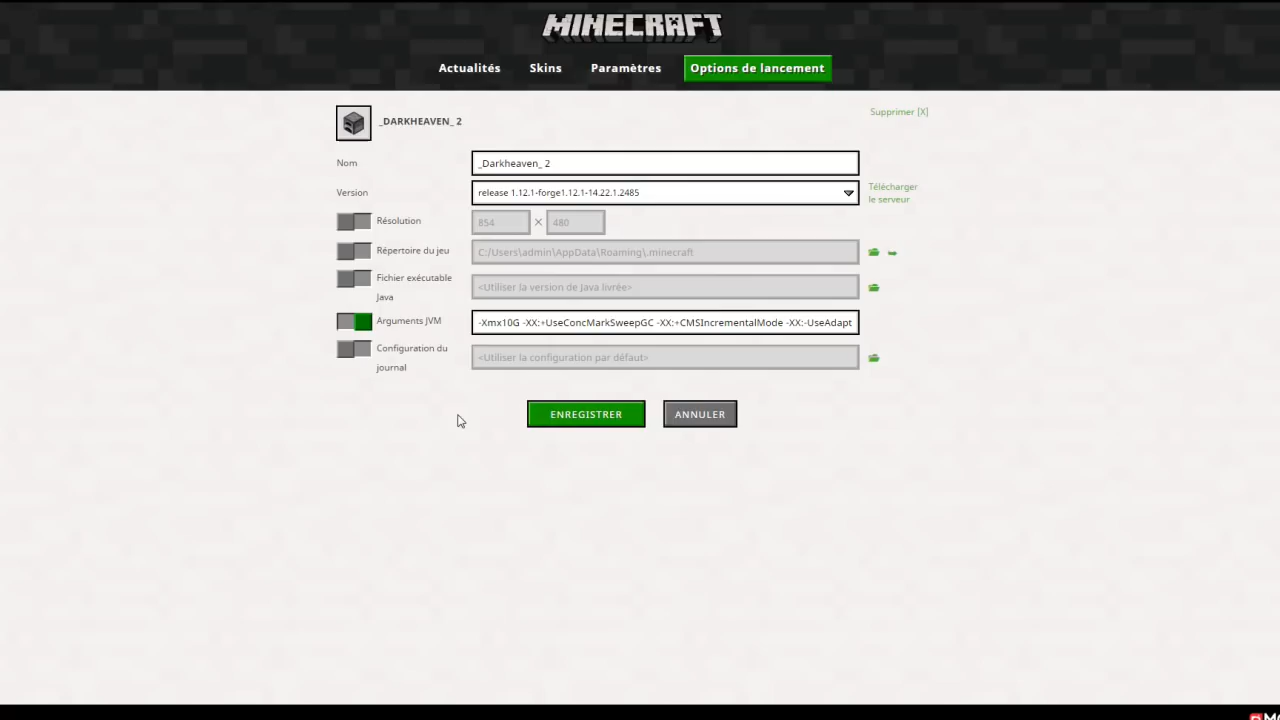 MINECRAFT
Actualités Skins Paramètres Options de lancement
_DARKHEAVEN_ 2
Supprimer [X]
Nom _Darkheaven_ 2
Version release 1.12.1-forge1.12.1-14.22.1.2485
Télécharger
le serveur
Résolution 854 × 480
Répertoire du jeu C:/Users\admin\AppData\Roaming\.minecraft
Fichier exécutable
Java
<Utiliser la version de Java livrée>
Arguments JVM -Xmx10G -XX:+UseConcMarkSweepGC -XX:+CMSIncrementalMode -XX:-UseAdapt
Configuration du
journal
<Utiliser la configuration par défaut>
ENREGISTRER ANNULER